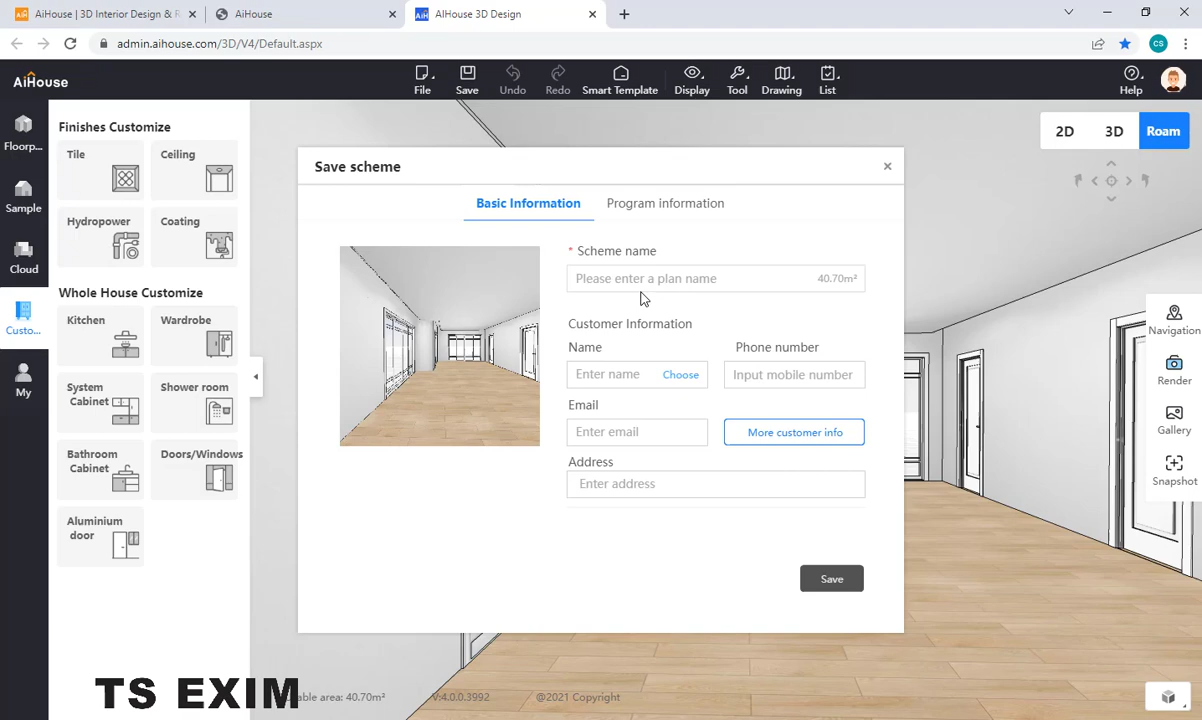 AiHouse | 3D Interior Design & R
AiHouse
AIHouse 3D Design
admin.aihouse.com/3D/V4/Default.aspx
CS
AiHouse
File
Save
Undo
Redo
Smart Template
Display
Tool
Drawing
List
Help
Floorp...
Sample
Cloud
Custo...
My
Finishes Customize
Tile
Ceiling
Hydropower
Coating
Whole House Customize
Kitchen
Wardrobe
System Cabinet
Shower room
Bathroom Cabinet
Doors/Windows
Aluminium door
2D
3D
Roam
Navigation
Render
Gallery
Snapshot
Save scheme
Basic Information
Program information
* Scheme name
Please enter a plan name
40.70m²
Customer Information
Name
Phone number
Enter name
Choose
Input mobile number
Email
Enter email
More customer info
Address
Enter address
Save
TS EXIM
able area: 40.70m²
V:4.0.0.3992
@2021 Copyright